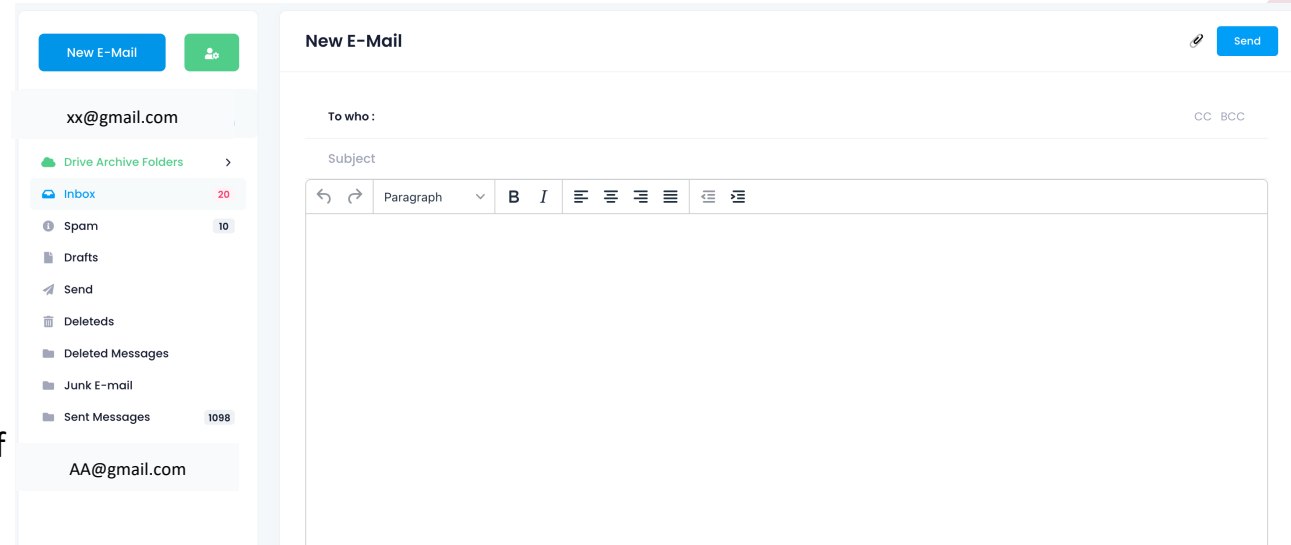 New E-Mail
xx@gmail.com
Drive Archive Folders
Inbox 20
Spam 10
Drafts
Send
Deleteds
Deleted Messages
Junk E-mail
Sent Messages 1098
f
AA@gmail.com
New E-Mail
Send
To who :
CC BCC
Subject
Paragraph B I